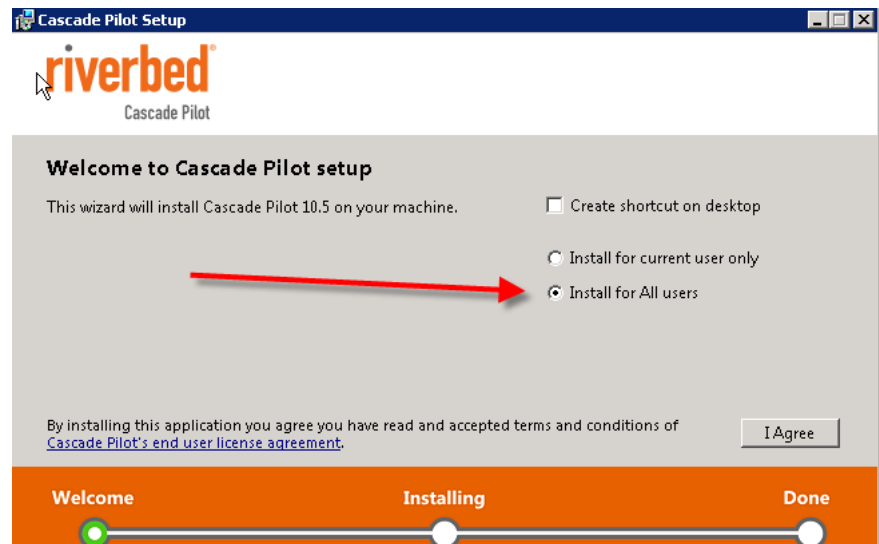 Cascade Pilot Setup
riverbed®
Cascade Pilot
Welcome to Cascade Pilot setup
This wizard will install Cascade Pilot 10.5 on your machine.
Create shortcut on desktop
Install for current user only
Install for All users
By installing this application you agree you have read and accepted terms and conditions of
Cascade Pilot's end user license agreement.
I Agree
Welcome
Installing
Done